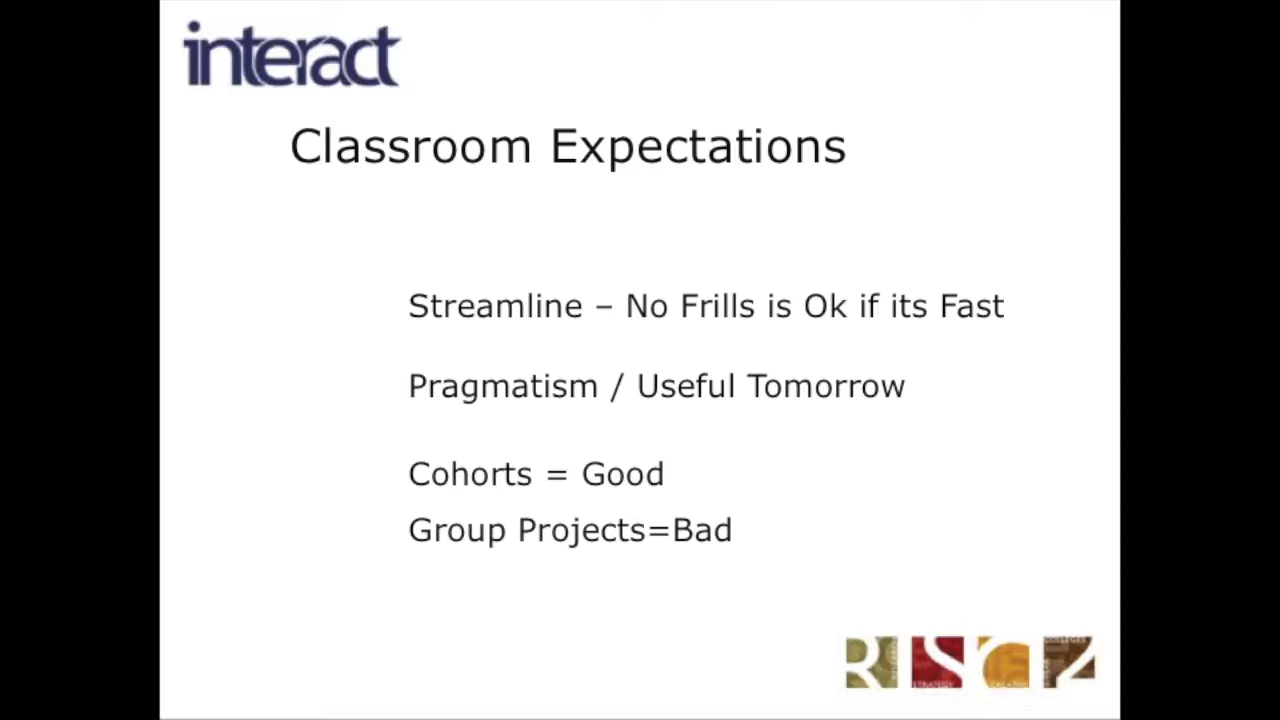 interact
Classroom Expectations
Streamline – No Frills is Ok if its Fast
Pragmatism / Useful Tomorrow
Cohorts = Good
Group Projects=Bad